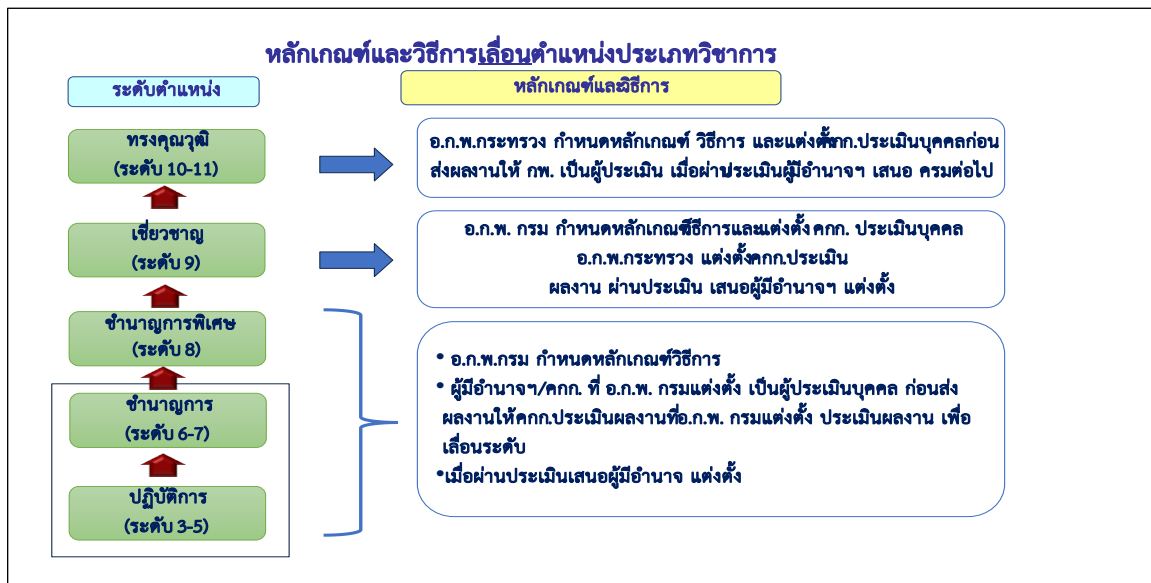 หลักเกณฑ์และวิธีการเลื่อนตำแหน่งประเภทวิชาการ
ระดับตำแหน่ง
หลักเกณฑ์และวิธีการ
ทรงคุณวุฒิ
(ระดับ 10-11)
อ.ก.พ.กระทรวง กำหนดหลักเกณฑ์ วิธีการ และแต่งตั้งคกก.ประเมินบุคคลก่อน
ส่งผลงานให้ กพ. เป็นผู้ประเมิน เมื่อผ่านประเมินผู้มีอำนาจฯ เสนอ ครมต่อไป
เชี่ยวชาญ
(ระดับ 9)
อ.ก.พ. กรม กำหนดหลักเกณฑ์วิธีการและแต่งตั้ง คกก. ประเมินบุคคล
อ.ก.พ.กระทรวง แต่งตั้งคกก.ประเมิน
ผลงาน ผ่านประเมิน เสนอผู้มีอำนาจฯ แต่งตั้ง
ชำนาญการพิเศษ
(ระดับ 8)
ชำนาญการ
(ระดับ 6-7)
ปฏิบัติการ
(ระดับ 3-5)
• อ.ก.พ.กรม กำหนดหลักเกณฑ์วิธีการ
• ผู้มีอำนาจฯ/คกก. ที่ อ.ก.พ. กรมแต่งตั้ง เป็นผู้ประเมินบุคคล ก่อนส่ง
ผลงานให้คกก.ประเมินผลงานที่อ.ก.พ. กรมแต่งตั้ง ประเมินผลงาน เพื่อ
เลื่อนระดับ
•เมื่อผ่านประเมินเสนอผู้มีอำนาจ แต่งตั้ง